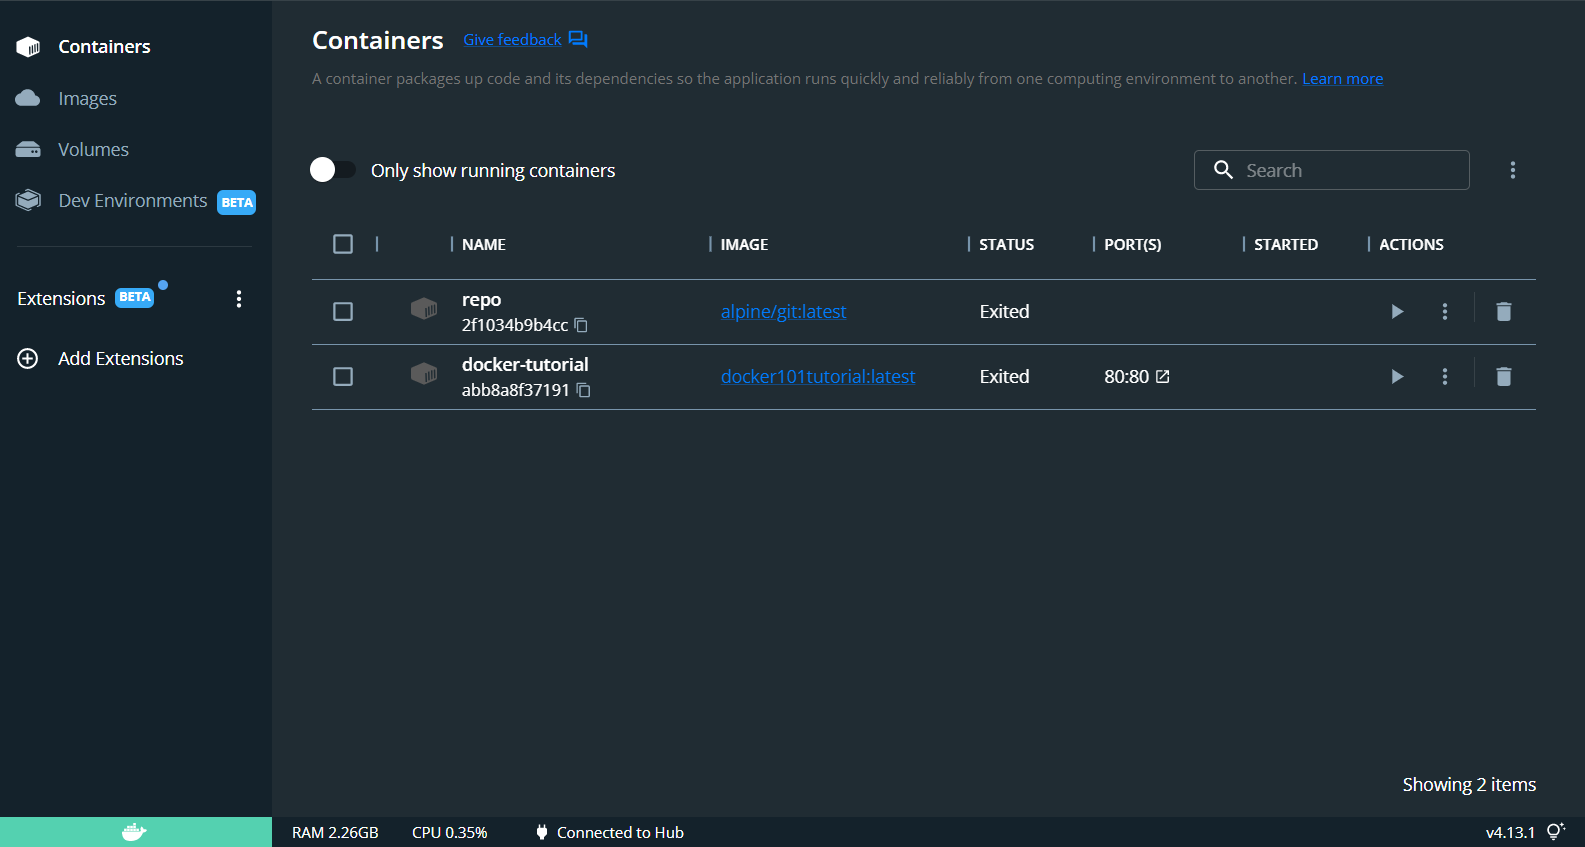 Containers
Images
Volumes
Dev Environments BETA
Extensions BETA
Add Extensions
Containers Give feedback
A container packages up code and its dependencies so the application runs quickly and reliably from one computing environment to another. Learn more
Only show running containers
Search
NAME IMAGE STATUS PORT(S) STARTED ACTIONS
repo
2f1034b9b4cc
alpine/git:latest
Exited
docker-tutorial
abb8a8f37191
docker101tutorial:latest
Exited
80:80
Showing 2 items
RAM 2.26GB CPU 0.35% Connected to Hub v4.13.1